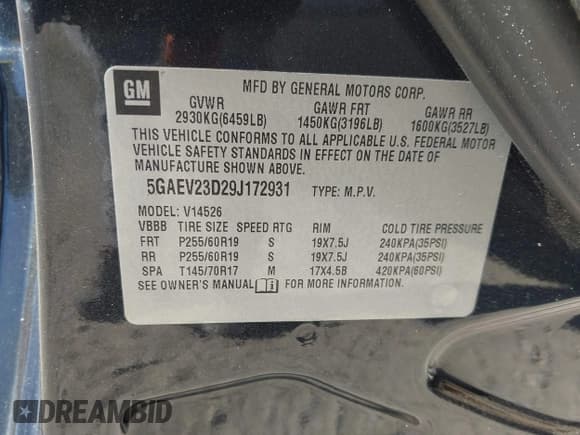 GM
MFD BY GENERAL MOTORS CORP.
GVWR GAWR FRT GAWR RR
2930KG(6459LB) 1450KG(3196LB) 1600KG(3527LB)
THIS VEHICLE CONFORMS TO ALL APPLICABLE U.S. FEDERAL MOTOR
VEHICLE SAFETY STANDARDS IN EFFECT ON THE DATE OF
MANUFACTURE SHOWN ABOVE.
5GAEV23D29J172931 TYPE: M.P.V.
MODEL: V14526
VBBB TIRE SIZE SPEED RTG RIM COLD TIRE PRESSURE
FRT P255/60R19 S 19X7.5J 240KPA(35PSI)
RR P255/60R19 S 19X7.5J 240KPA(35PSI)
SPA T145/70R17 M 17X4.5B 420KPA(60PSI)
SEE OWNER'S MANUAL FOR MORE INFORMATION.
DREAMBID